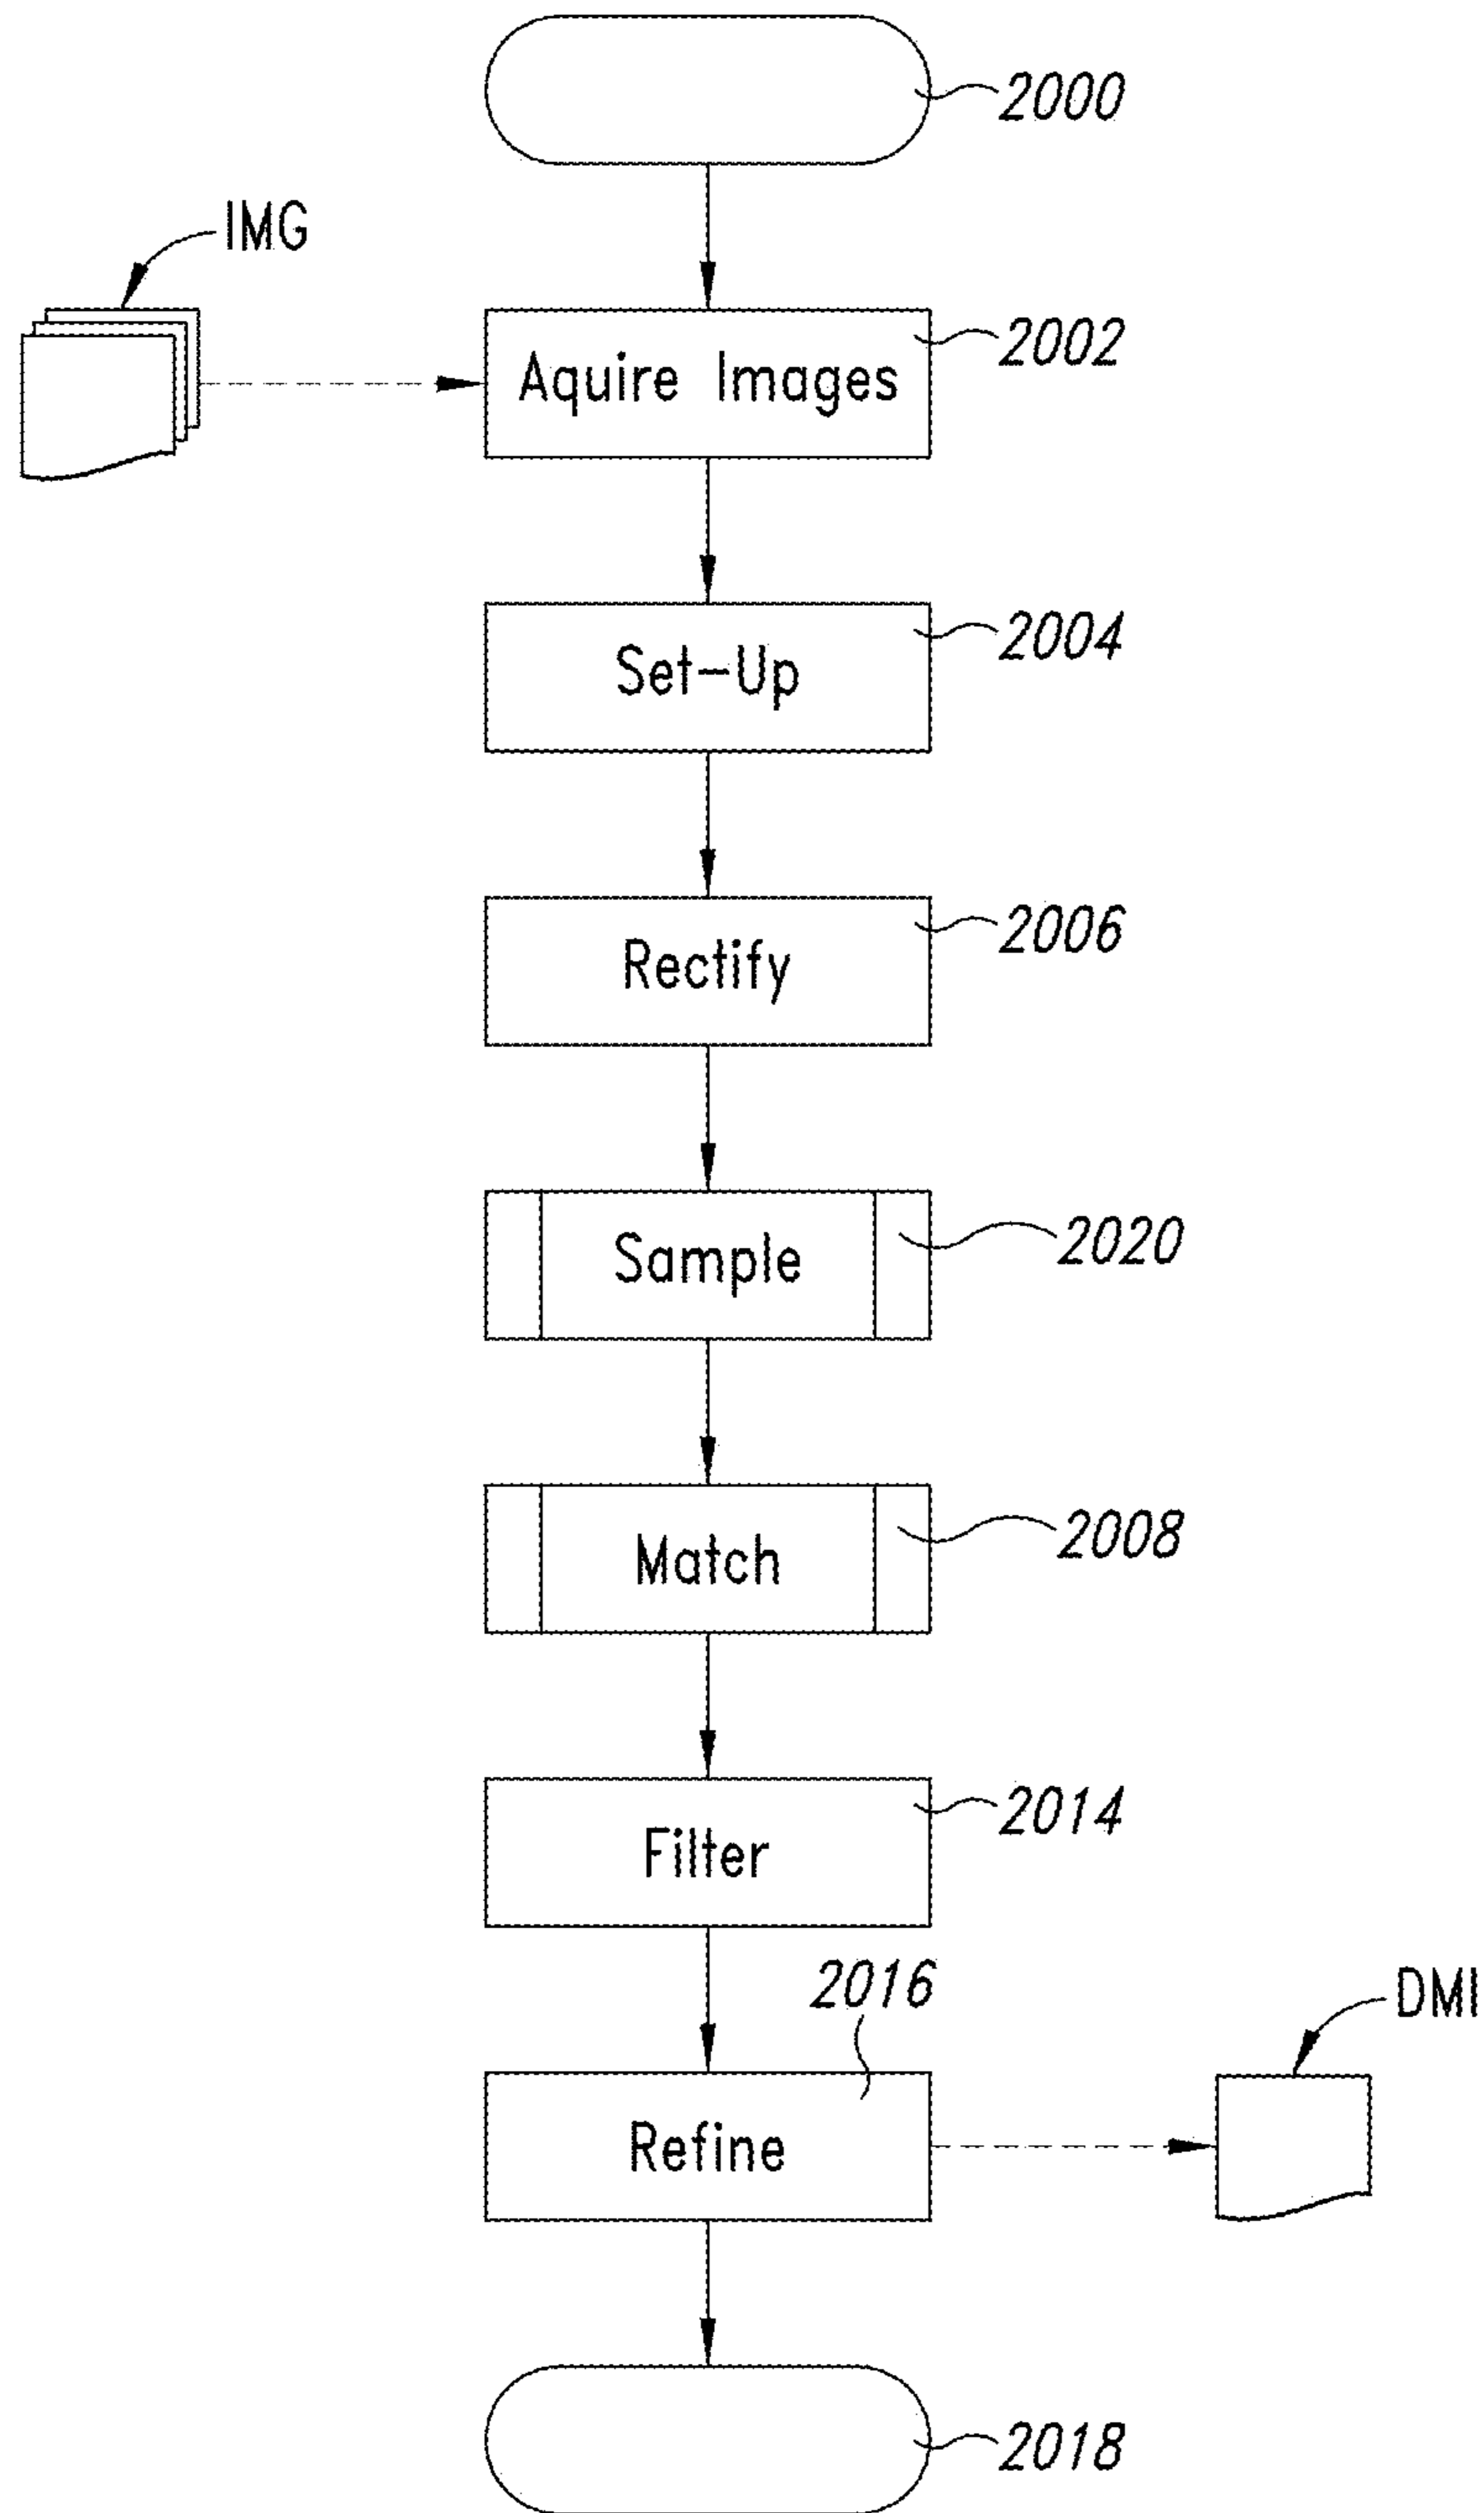 2000
IMG
2002
Aquire Images
2004
Set-Up
2006
Rectify
2020
Sample
2008
Match
2014
Filter
2016
DMI
Refine
2018